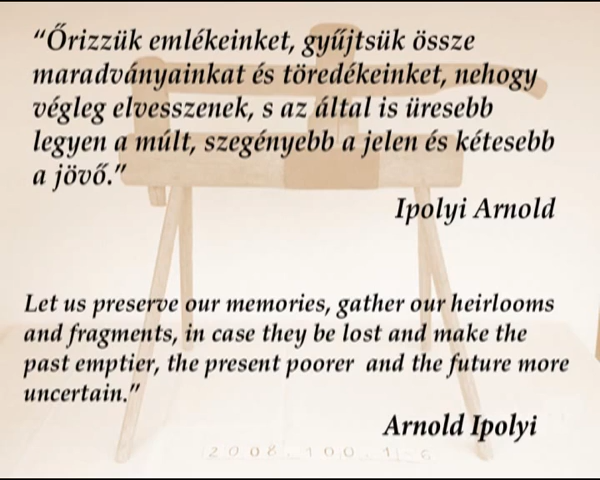 “Őrizzük emlékeinket, gyűjtsük össze
maradványainkat és töredékeinket, nehogy
végleg elvesszenek, s az által is üresebb
legyen a múlt, szegényebb a jelen és kétesebb
a jövő.”
Ipolyi Arnold
Let us preserve our memories, gather our heirlooms
and fragments, in case they be lost and make the
past emptier, the present poorer and the future more
uncertain.”
Arnold Ipolyi
2008.100.1-6